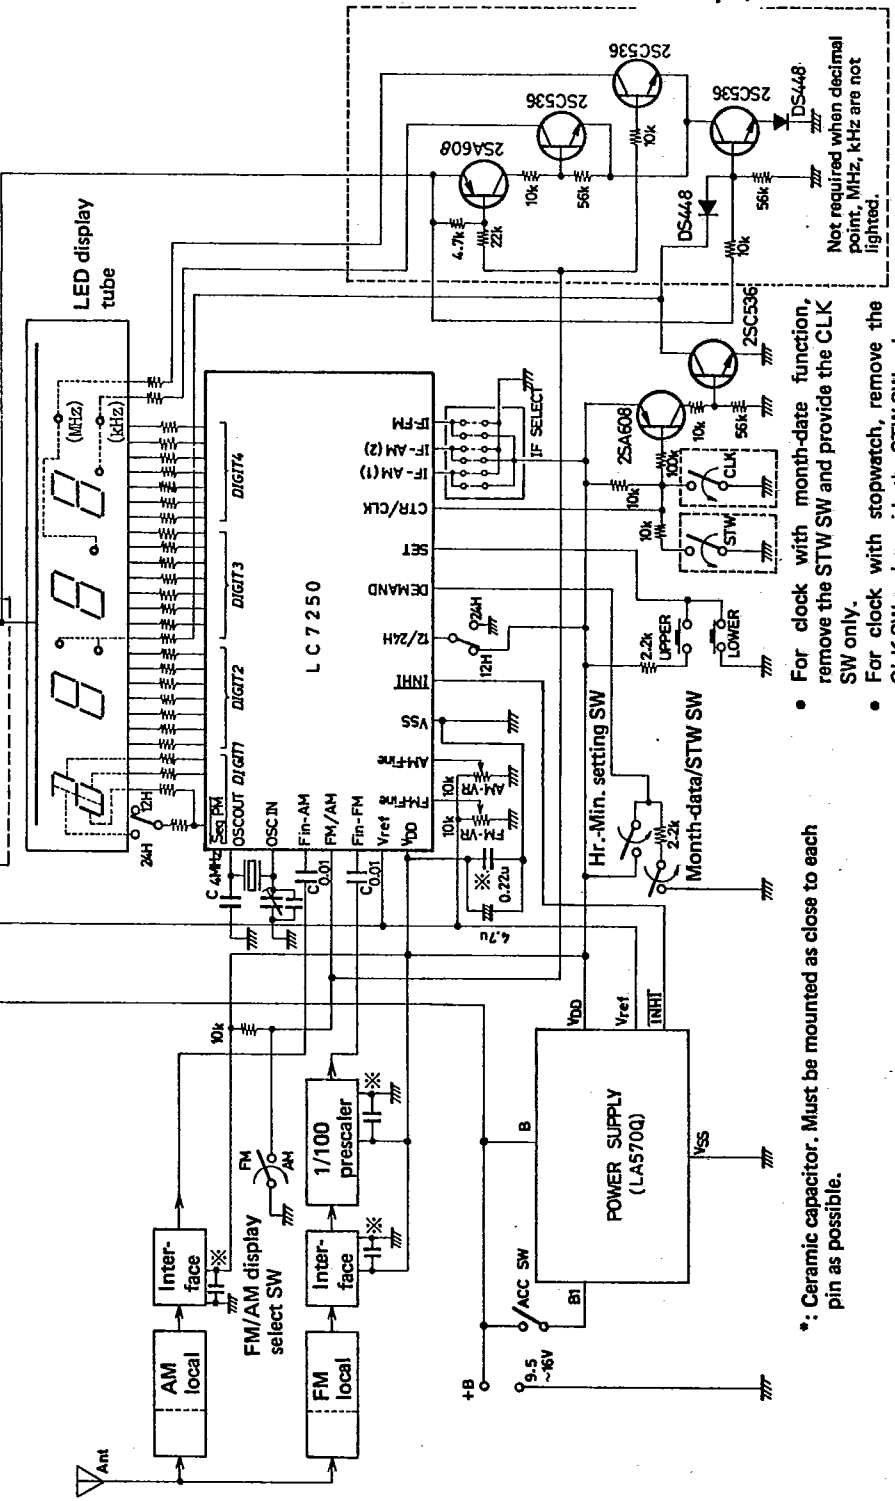 LED display
tube
(MHz)
(kHz)
12H
24H
DIGIT1
DIGIT2
DIGIT3
DIGIT4
LC7250
Seg PM
OSCOUT
OSC IN
Fin-AM
FM/AM
Fin-FM
Vref
VDD
FM-Fine
AM-Fine
VSS
INHI
12/24H
DEMAND
SET
CTR/CLK
IF-AM(1)
IF-AM(2)
IF-FM
IF SELECT
C
4MHz
C
0.01
C
0.01
10k
FM-VR
10k
AM-VR
※
0.22u
4.7u
12H
24H
2SA608
4.7k
22k
10k
56k
2SC536
2SC536
10k
2SC536
DS448
DS448
56k
10k
Not required when decimal
point, MHz, kHz are not
lighted.
2SC536
2SA608
10k
56k
100k
10k
10k
CLK
STW
2.2k
UPPER
LOWER
Hr.-Min. setting SW
2.2k
Month-data/STW SW
Ant
AM
local
FM
local
Inter-
face
※
Inter-
face
※
1/100
prescaler
※
10k
FM
AM
FM/AM display
select SW
+B
9.5
~16V
ACC SW
B1
B
POWER SUPPLY
(LA570Q)
VDD
Vref
INHI
VSS
• For clock with month-date function,
remove the STW SW and provide the CLK
SW only.
• For clock with stopwatch, remove the
*: Ceramic capacitor. Must be mounted as close to each
pin as possible.